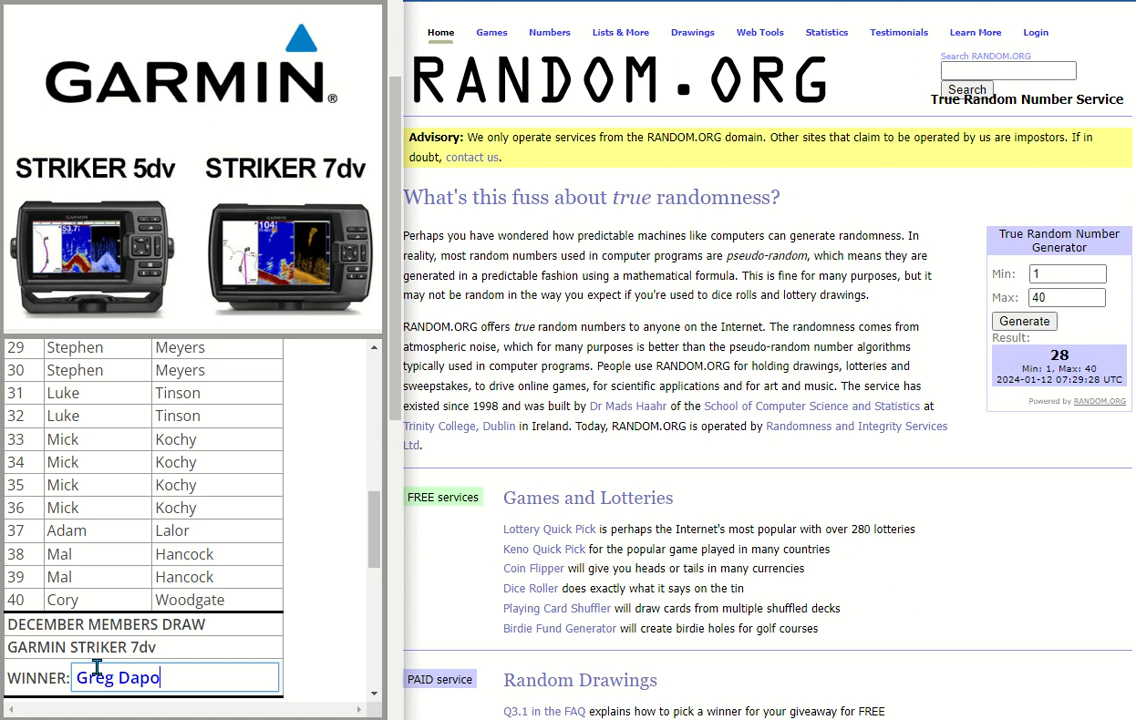 GARMIN®
STRIKER 5dv
STRIKER 7dv
29 Stephen Meyers
30 Stephen Meyers
31 Luke Tinson
32 Luke Tinson
33 Mick Kochy
34 Mick Kochy
35 Mick Kochy
36 Mick Kochy
37 Adam Lalor
38 Mal Hancock
39 Mal Hancock
40 Cory Woodgate
DECEMBER MEMBERS DRAW
GARMIN STRIKER 7dv
WINNER: Greg Dapo
Home Games Numbers Lists & More Drawings Web Tools Statistics Testimonials Learn More Login
RANDOM.ORG
Search RANDOM.ORG
Search
True Random Number Service
Advisory: We only operate services from the RANDOM.ORG domain. Other sites that claim to be operated by us are impostors. If in
doubt, contact us.
What's this fuss about true randomness?
Perhaps you have wondered how predictable machines like computers can generate randomness. In
reality, most random numbers used in computer programs are pseudo-random, which means they are
generated in a predictable fashion using a mathematical formula. This is fine for many purposes, but it
may not be random in the way you expect if you're used to dice rolls and lottery drawings.
RANDOM.ORG offers true random numbers to anyone on the Internet. The randomness comes from
atmospheric noise, which for many purposes is better than the pseudo-random number algorithms
typically used in computer programs. People use RANDOM.ORG for holding drawings, lotteries and
sweepstakes, to drive online games, for scientific applications and for art and music. The service has
existed since 1998 and was built by Dr Mads Haahr of the School of Computer Science and Statistics at
Trinity College, Dublin in Ireland. Today, RANDOM.ORG is operated by Randomness and Integrity Services
Ltd.
True Random Number
Generator
Min: 1
Max: 40
Generate
Result:
28
Min: 1, Max: 40
2024-01-12 07:29:28 UTC
Powered by RANDOM.ORG
FREE services
Games and Lotteries
Lottery Quick Pick is perhaps the Internet's most popular with over 280 lotteries
Keno Quick Pick for the popular game played in many countries
Coin Flipper will give you heads or tails in many currencies
Dice Roller does exactly what it says on the tin
Playing Card Shuffler will draw cards from multiple shuffled decks
Birdie Fund Generator will create birdie holes for golf courses
PAID service
Random Drawings
Q3.1 in the FAQ explains how to pick a winner for your giveaway for FREE